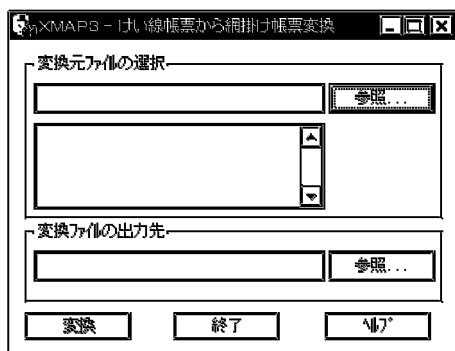 XMAP3 - けい線帳票から網掛け帳票変換
変換元ファイルの選択
参照...
変換ファイルの出力先
参照...
変換
終了
ヘルプ